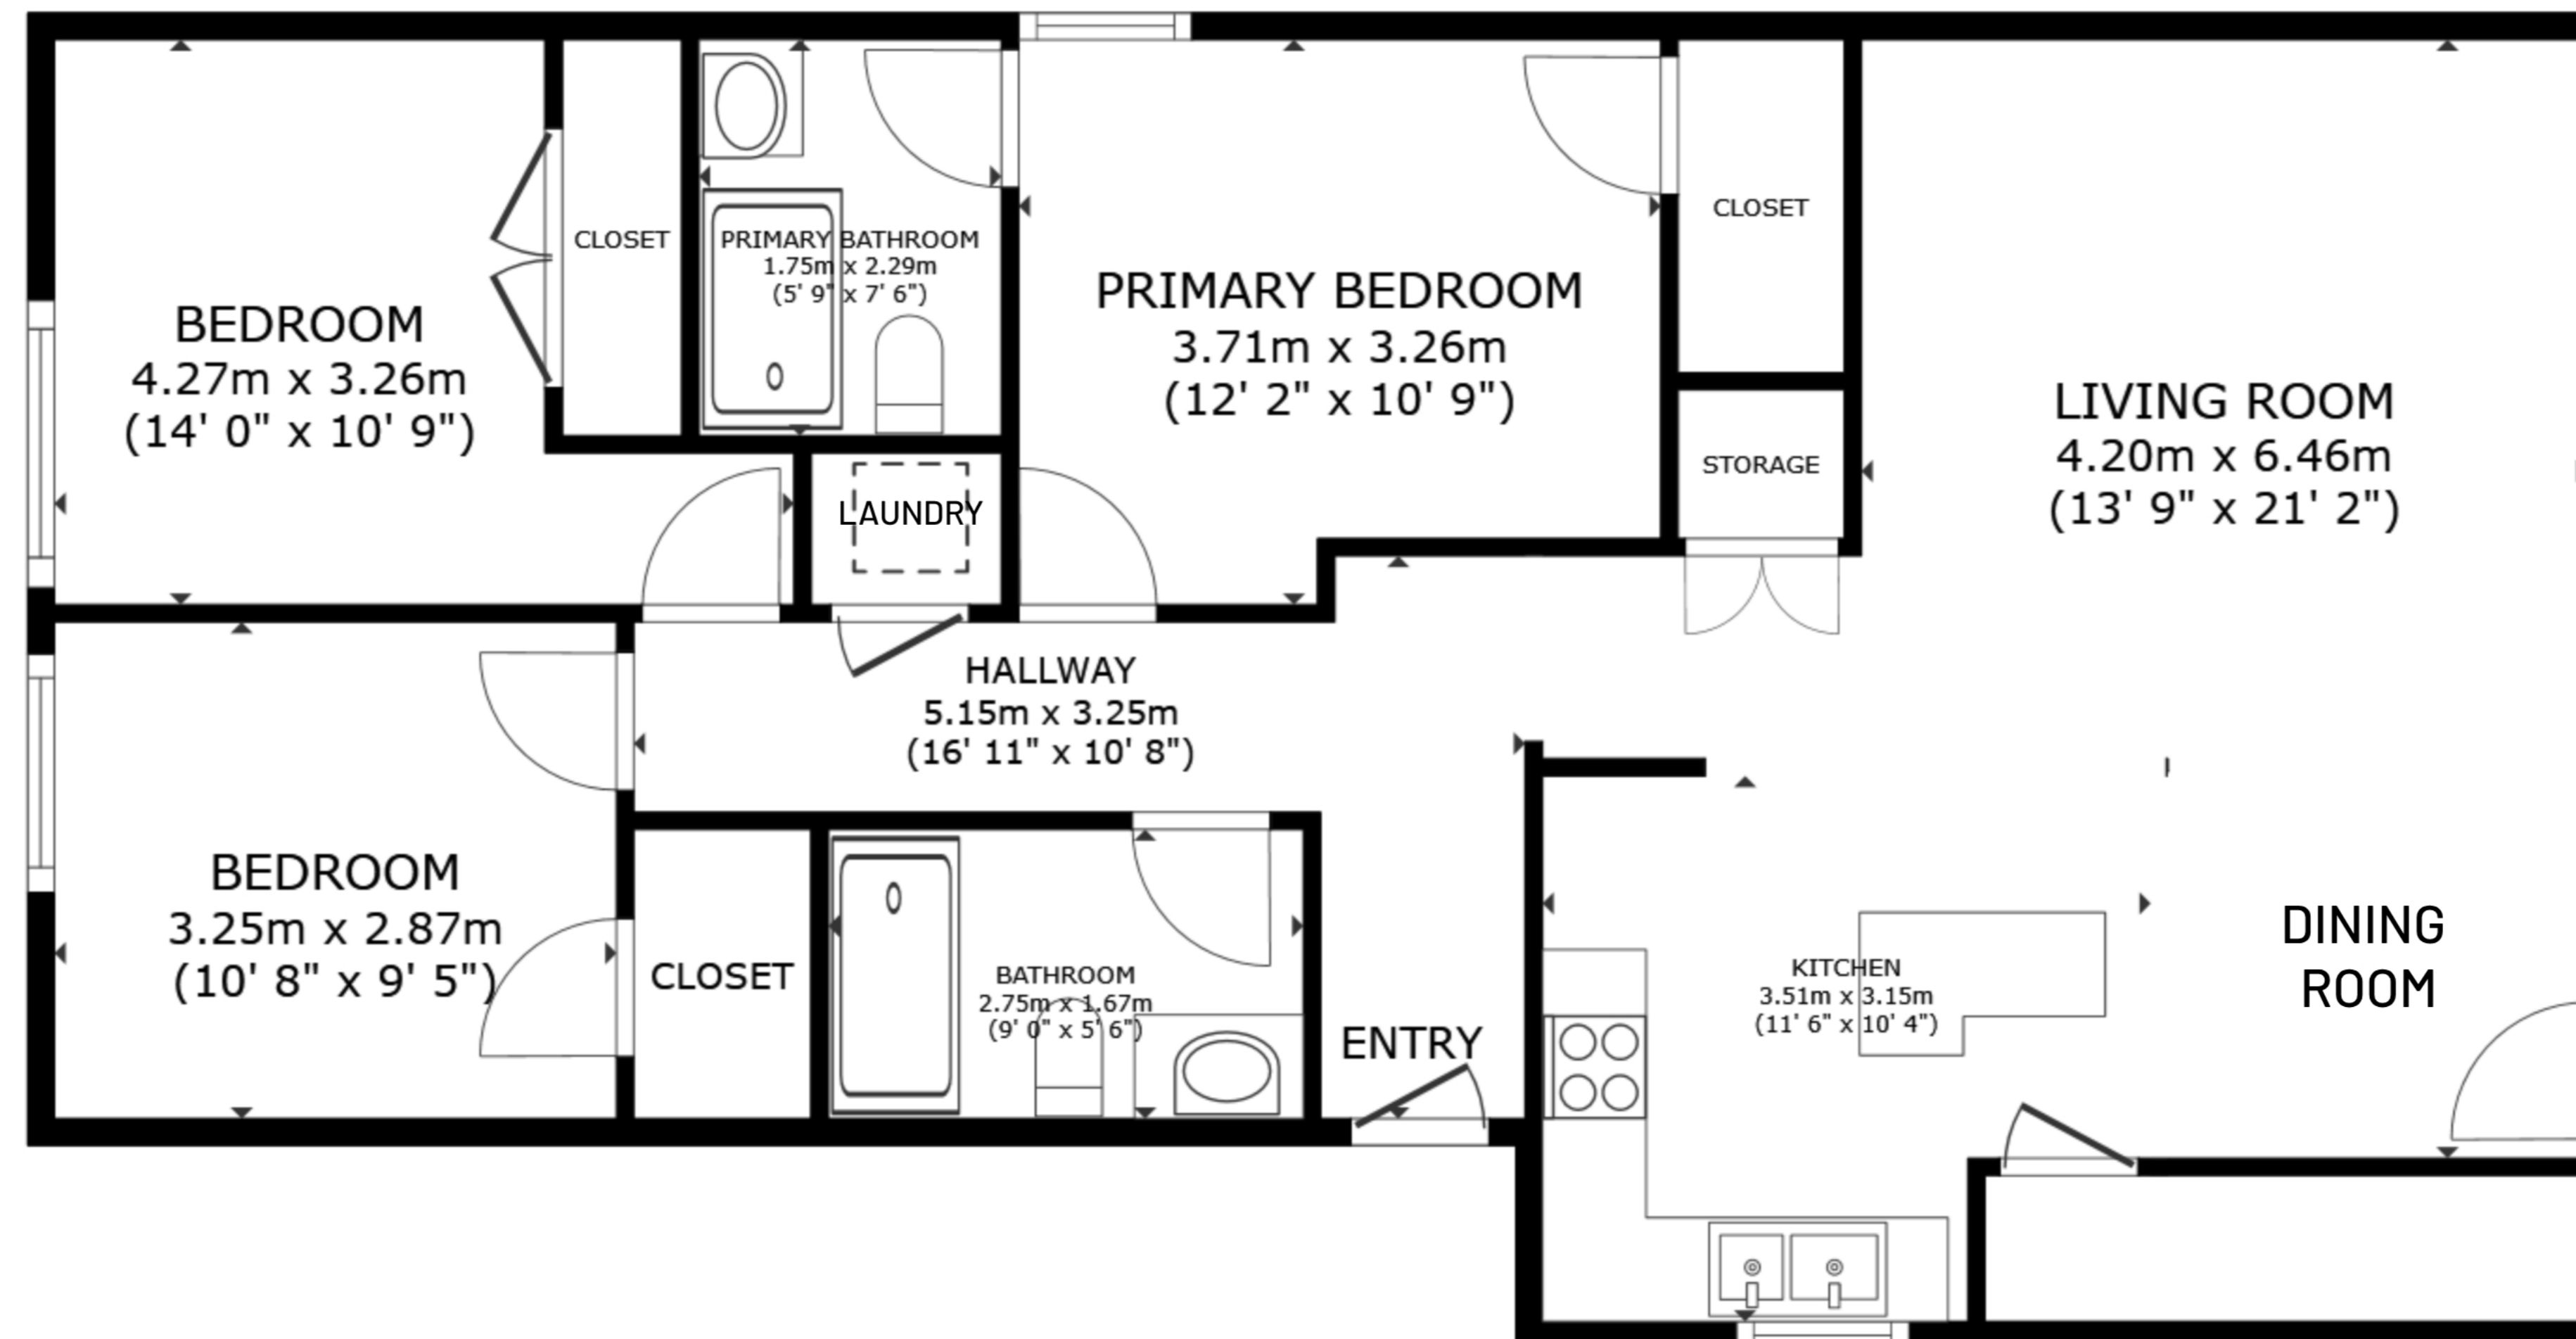 BEDROOM
4.27m x 3.26m
(14' 0" x 10' 9")
CLOSET
PRIMARY BATHROOM
1.75m x 2.29m
(5' 9" x 7' 6")
PRIMARY BEDROOM
3.71m x 3.26m
(12' 2" x 10' 9")
CLOSET
STORAGE
LIVING ROOM
4.20m x 6.46m
(13' 9" x 21' 2")
LAUNDRY
HALLWAY
5.15m x 3.25m
(16' 11" x 10' 8")
BEDROOM
3.25m x 2.87m
(10' 8" x 9' 5")
CLOSET
BATHROOM
2.75m x 1.67m
(9' 0" x 5' 6")
ENTRY
KITCHEN
3.51m x 3.15m
(11' 6" x 10' 4")
DINING
ROOM